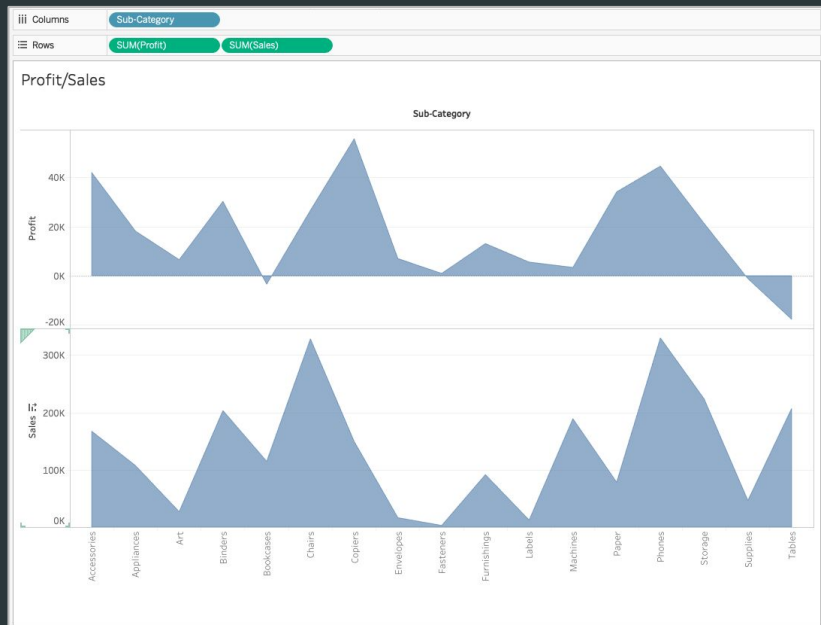 Columns
Sub-Category
Rows
SUM(Profit) SUM(Sales)
Profit/Sales
Sub-Category
Profit
40K
20K
0K
-20K
Sales
300K
200K
100K
0K
Accessories
Appliances
Art
Binders
Bookcases
Chairs
Copiers
Envelopes
Fasteners
Furnishings
Labels
Machines
Paper
Phones
Storage
Supplies
Tables